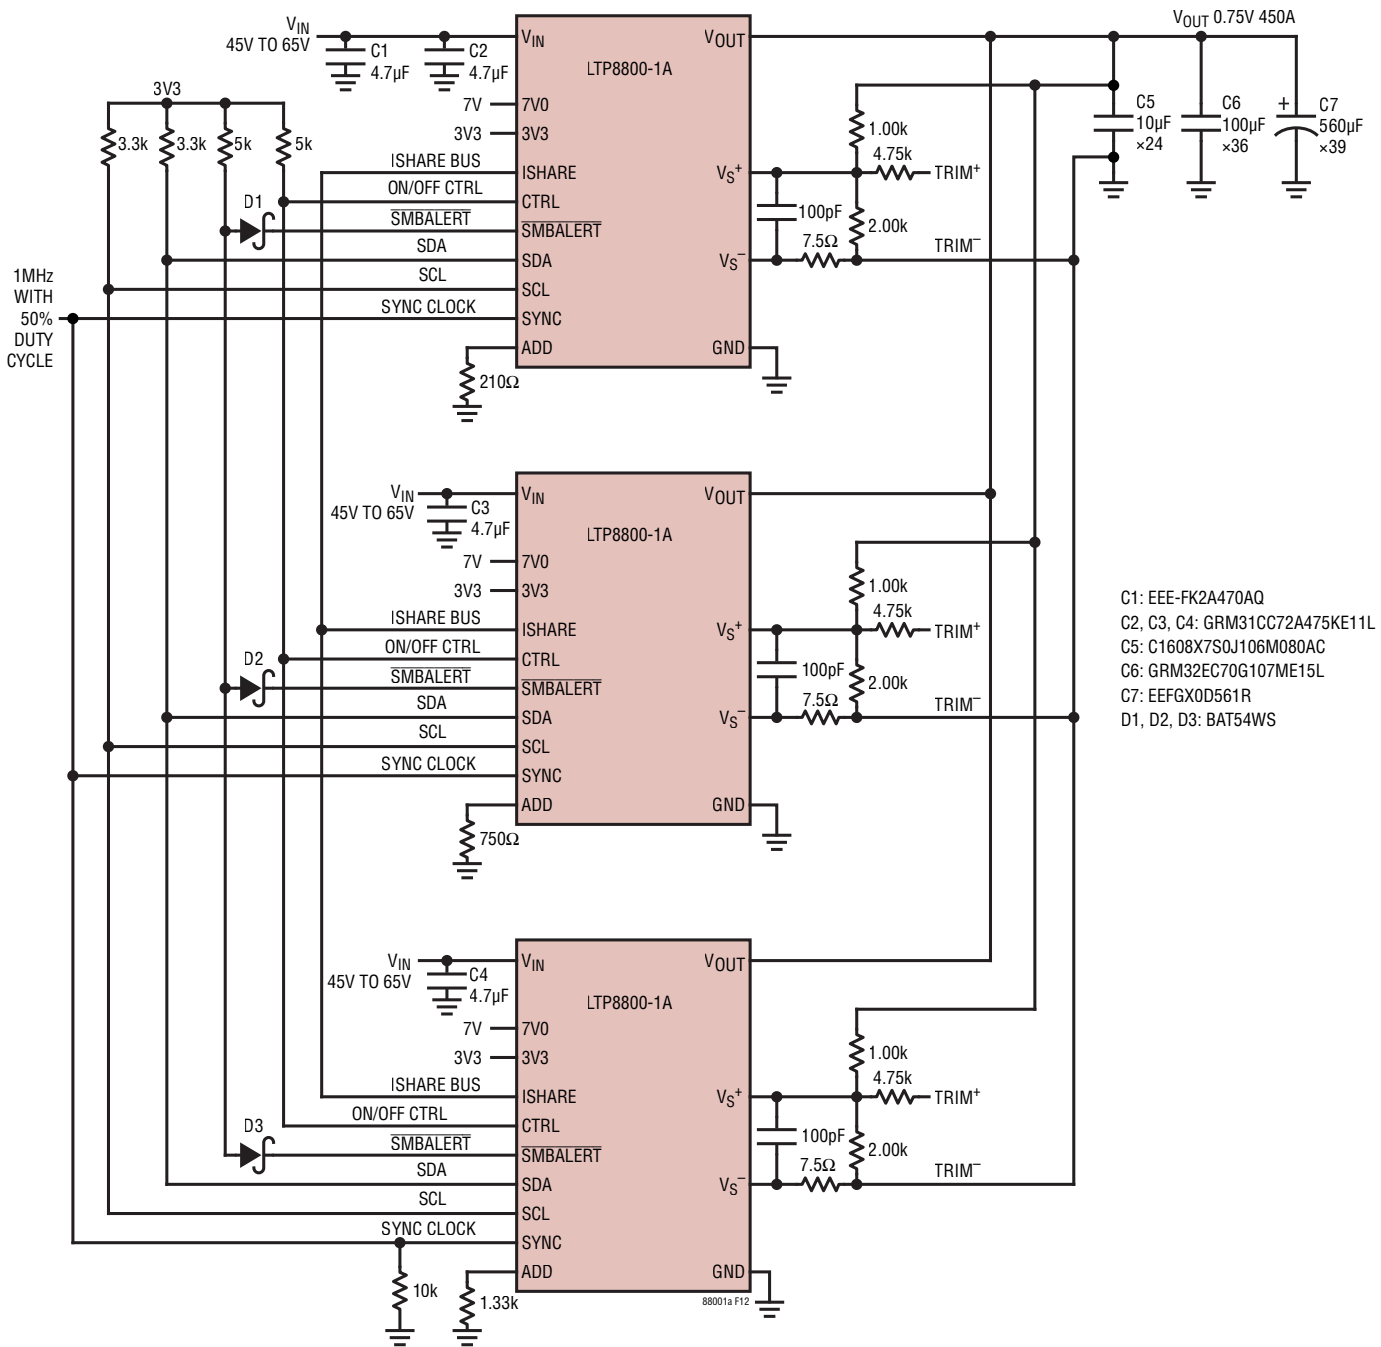 VIN
45V TO 65V
C1
4.7µF
C2
4.7µF
VIN
VOUT
VOUT 0.75V 450A
LTP8800-1A
3V3
3.3k
3.3k
5k
5k
7V
7V0
3V3
3V3
ISHARE BUS
ISHARE
ON/OFF CTRL
CTRL
D1
SMBALERT
SMBALERT
SDA
SDA
SCL
SCL
SYNC CLOCK
SYNC
1MHz
WITH
50%
DUTY
CYCLE
ADD
210Ω
GND
1.00k
4.75k
TRIM+
VS+
100pF
2.00k
7.5Ω
TRIM–
VS–
C5
10µF
×24
C6
100µF
×36
+
C7
560µF
×39
VIN
45V TO 65V
C3
4.7µF
VIN
VOUT
LTP8800-1A
7V
7V0
3V3
3V3
ISHARE BUS
ISHARE
ON/OFF CTRL
CTRL
D2
SMBALERT
SMBALERT
SDA
SDA
SCL
SCL
SYNC CLOCK
SYNC
ADD
750Ω
GND
1.00k
4.75k
TRIM+
VS+
100pF
2.00k
7.5Ω
TRIM–
VS–
C1: EEE-FK2A470AQ
C2, C3, C4: GRM31CC72A475KE11L
C5: C1608X7S0J106M080AC
C6: GRM32EC70G107ME15L
C7: EEFGX0D561R
D1, D2, D3: BAT54WS
VIN
45V TO 65V
C4
4.7µF
VIN
VOUT
LTP8800-1A
7V
7V0
3V3
3V3
ISHARE BUS
ISHARE
ON/OFF CTRL
CTRL
D3
SMBALERT
SMBALERT
SDA
SDA
SCL
SCL
SYNC CLOCK
SYNC
10k
ADD
1.33k
GND
1.00k
4.75k
TRIM+
VS+
100pF
2.00k
7.5Ω
TRIM–
VS–
88001a F12